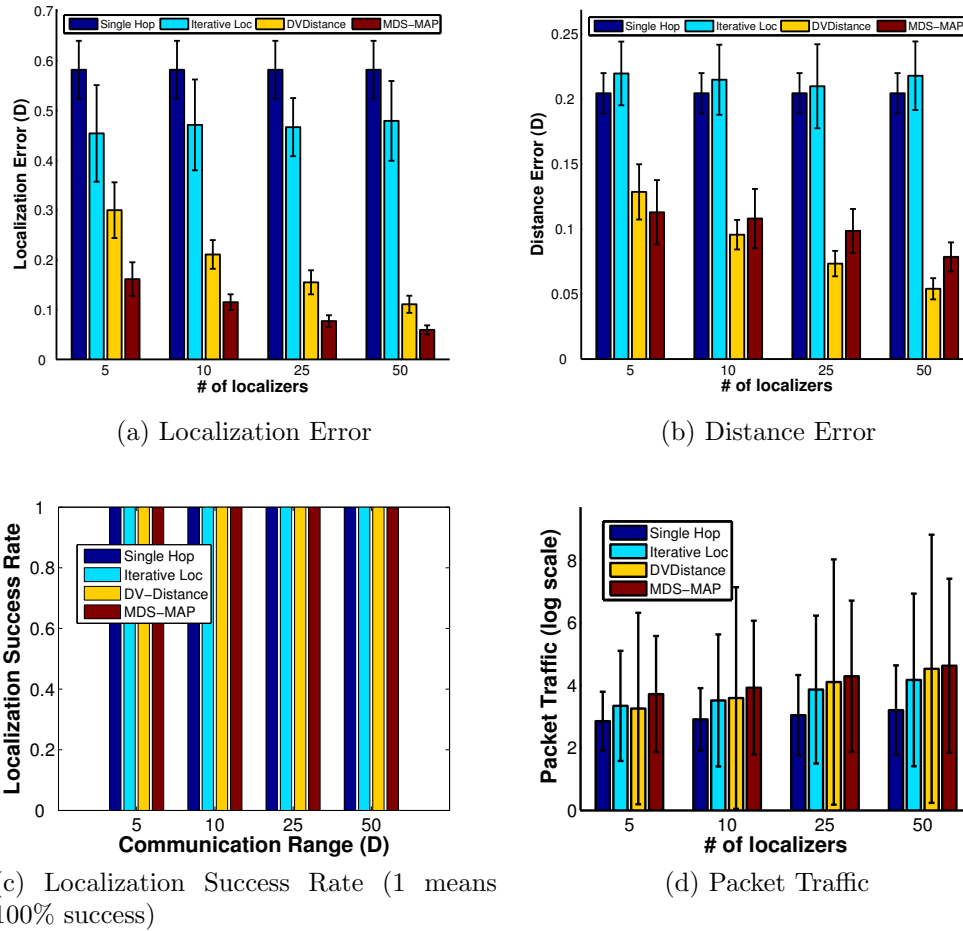 0.7
Single Hop Iterative Loc DVDistance MDS−MAP
0.6
0.5
0.4
0.3
0.2
0.1
0
Localization Error (D)
5 10 25 50
# of localizers
(a) Localization Error
0.25
Single Hop Iterative Loc DVDistance MDS−MAP
0.2
0.15
0.1
0.05
0
Distance Error (D)
5 10 25 50
# of localizers
(b) Distance Error
1
0.8
0.6
0.4
0.2
0
Localization Success Rate
Single Hop
Iterative Loc
DV−Distance
MDS−MAP
5 10 25 50
Communication Range (D)
(c) Localization Success Rate (1 means
100% success)
8
6
4
2
0
Packet Traffic (log scale)
Single Hop
Iterative Loc
DVDistance
MDS−MAP
5 10 25 50
# of localizers
(d) Packet Traffic